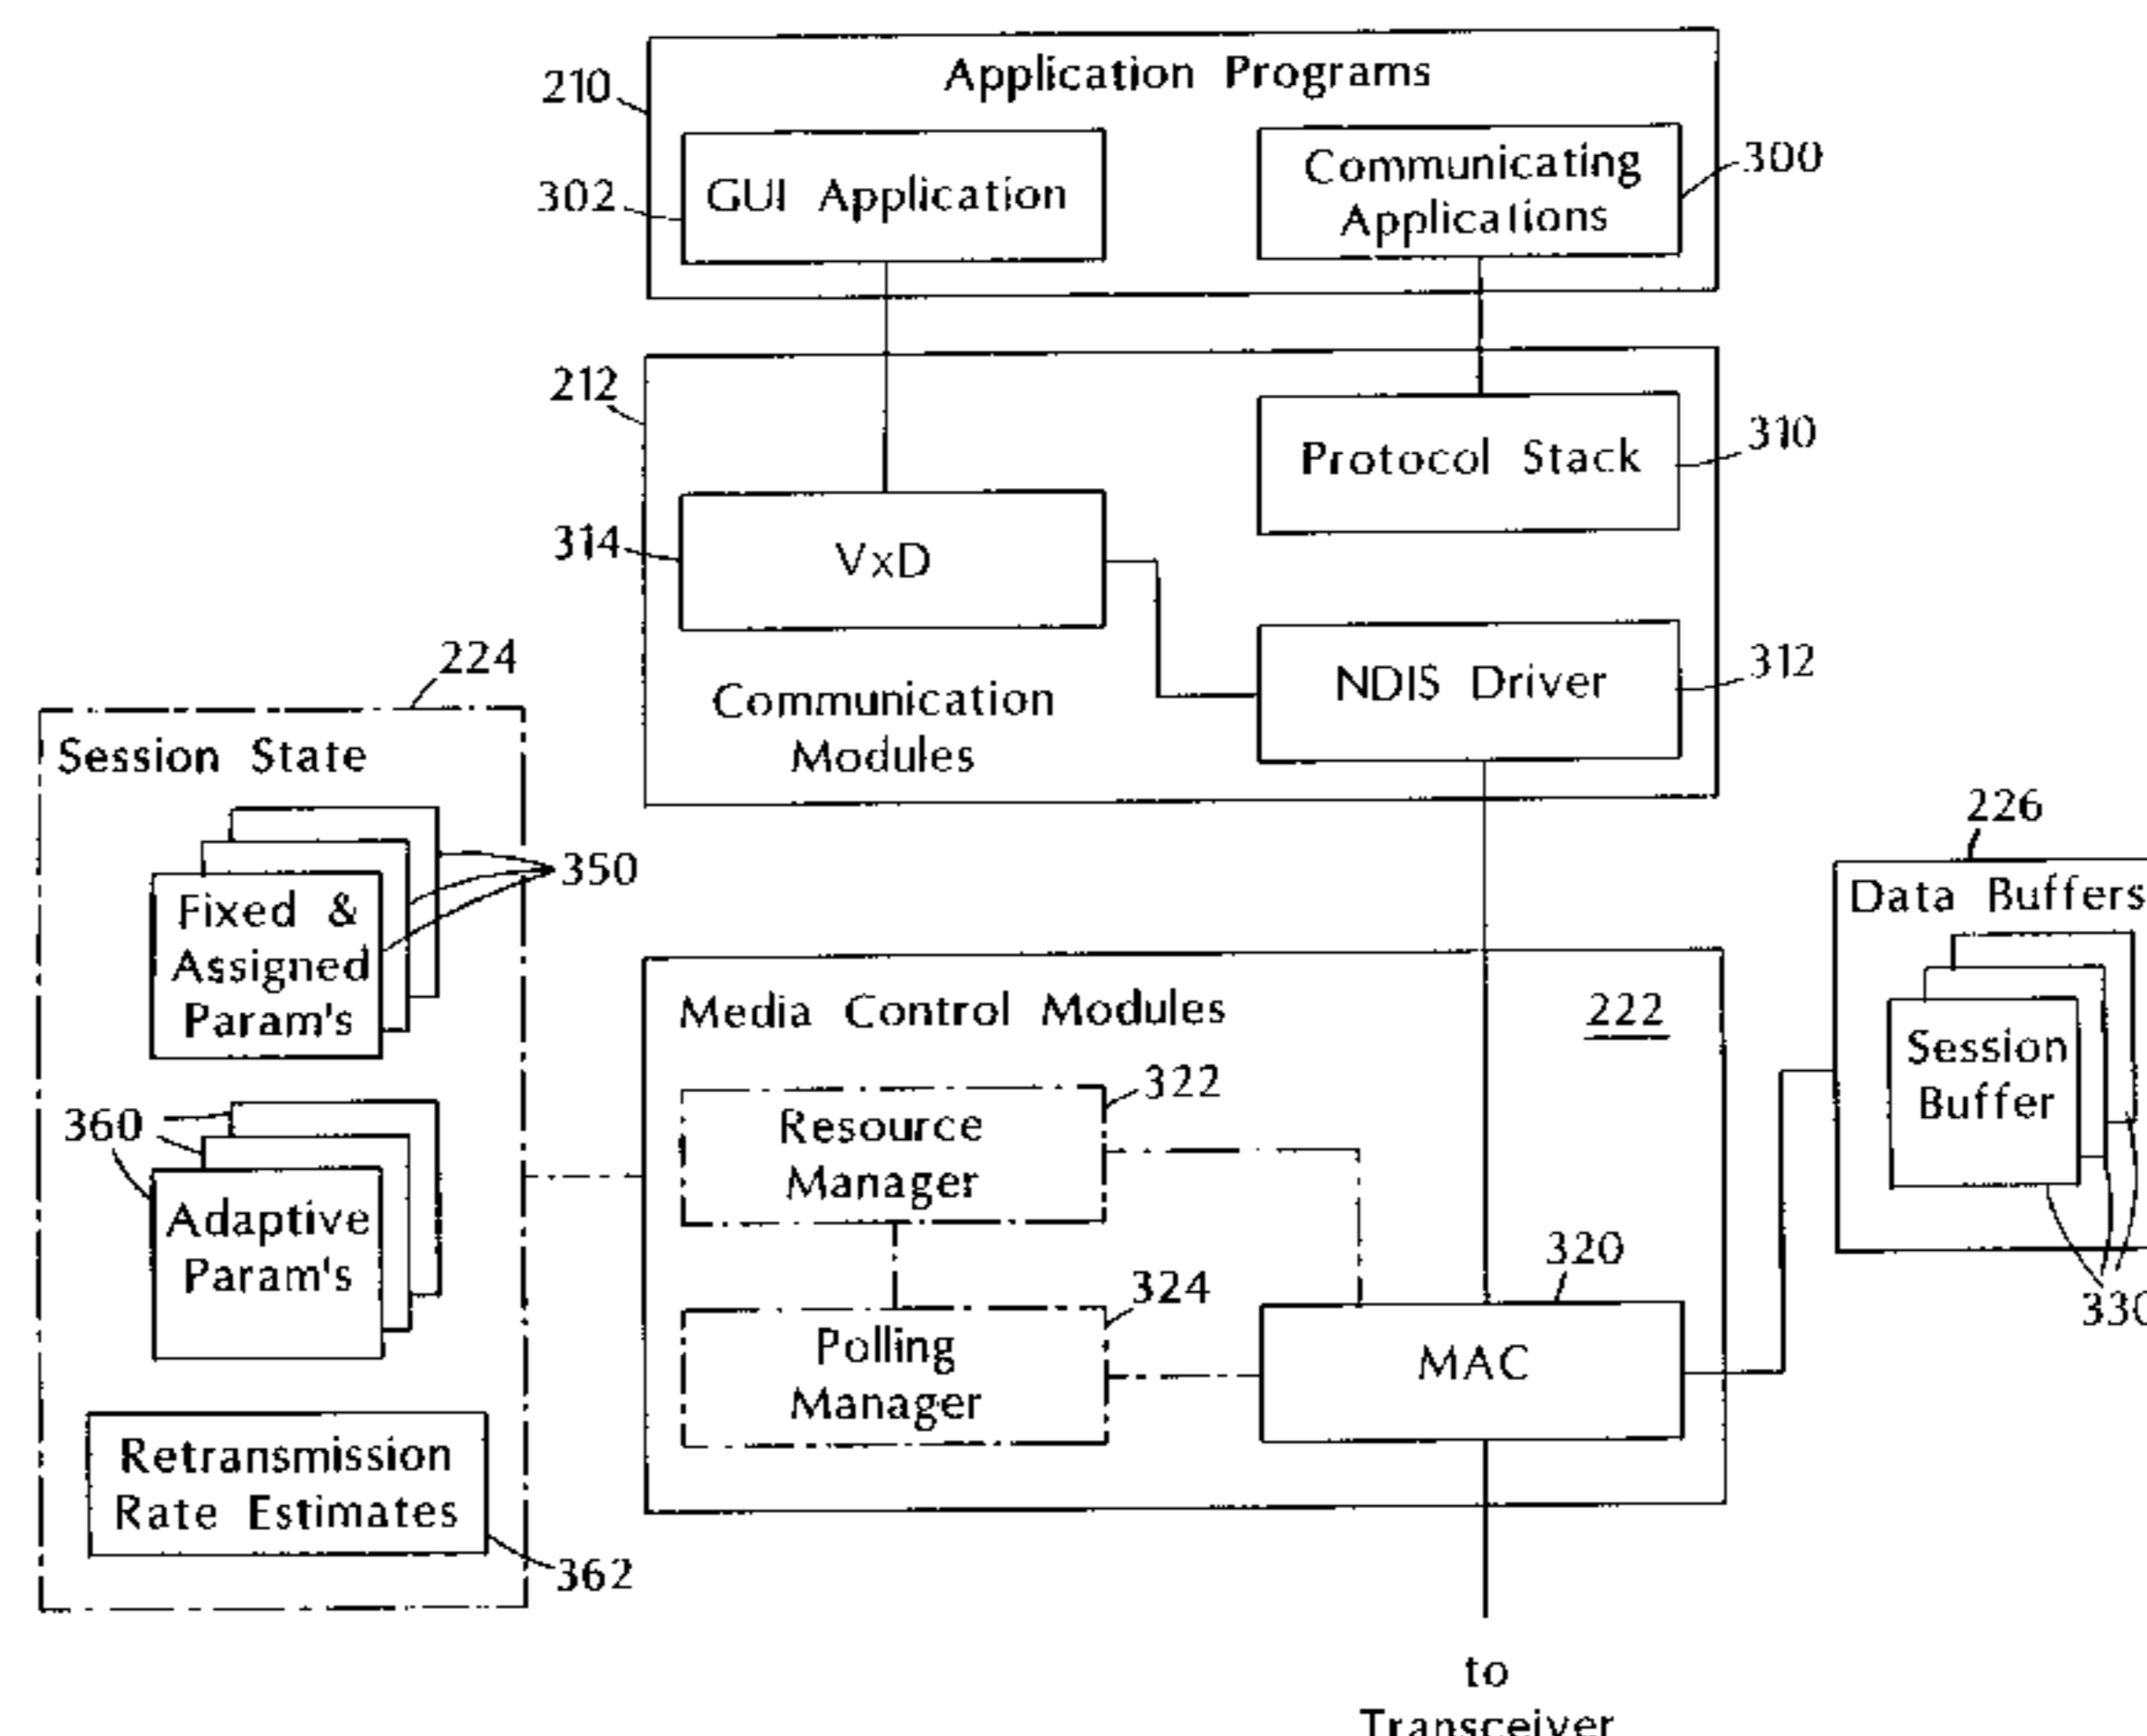 Application Programs
210
GUI Application
302
Communicating
Applications
300
212
Protocol Stack
310
VxD
314
NDIS Driver
312
Communication
Modules
224
Session State
Fixed &
Assigned
Param's
350
360
Adaptive
Param's
Retransmission
Rate Estimates
362
Media Control Modules
222
Resource
Manager
322
Polling
Manager
324
MAC
320
226
Data Buffers
Session
Buffer
330
to
Transceiver